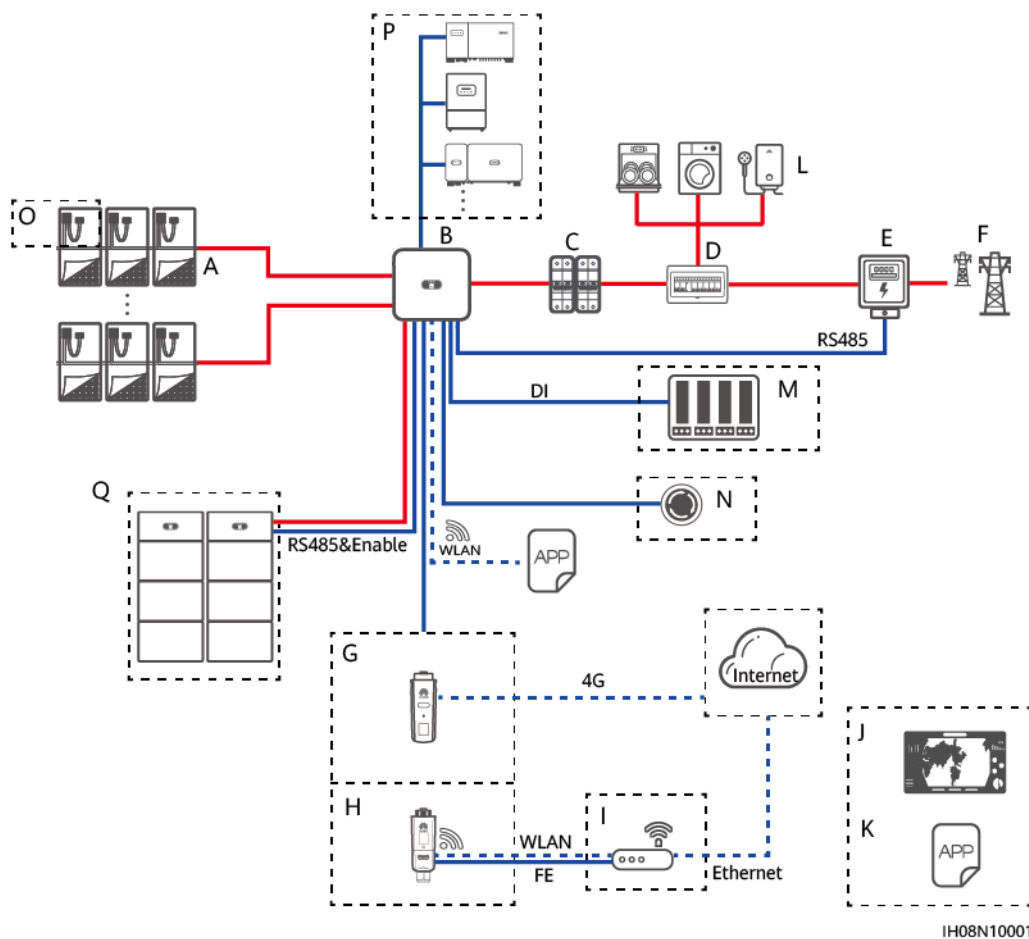 P
L
O
A
B
C
D
E
F
RS485
DI
M
N
Q
RS485&Enable
WLAN
APP
G
4G
Internet
J
H
I
WLAN
FE
Ethernet
K
APP
IH08N10001